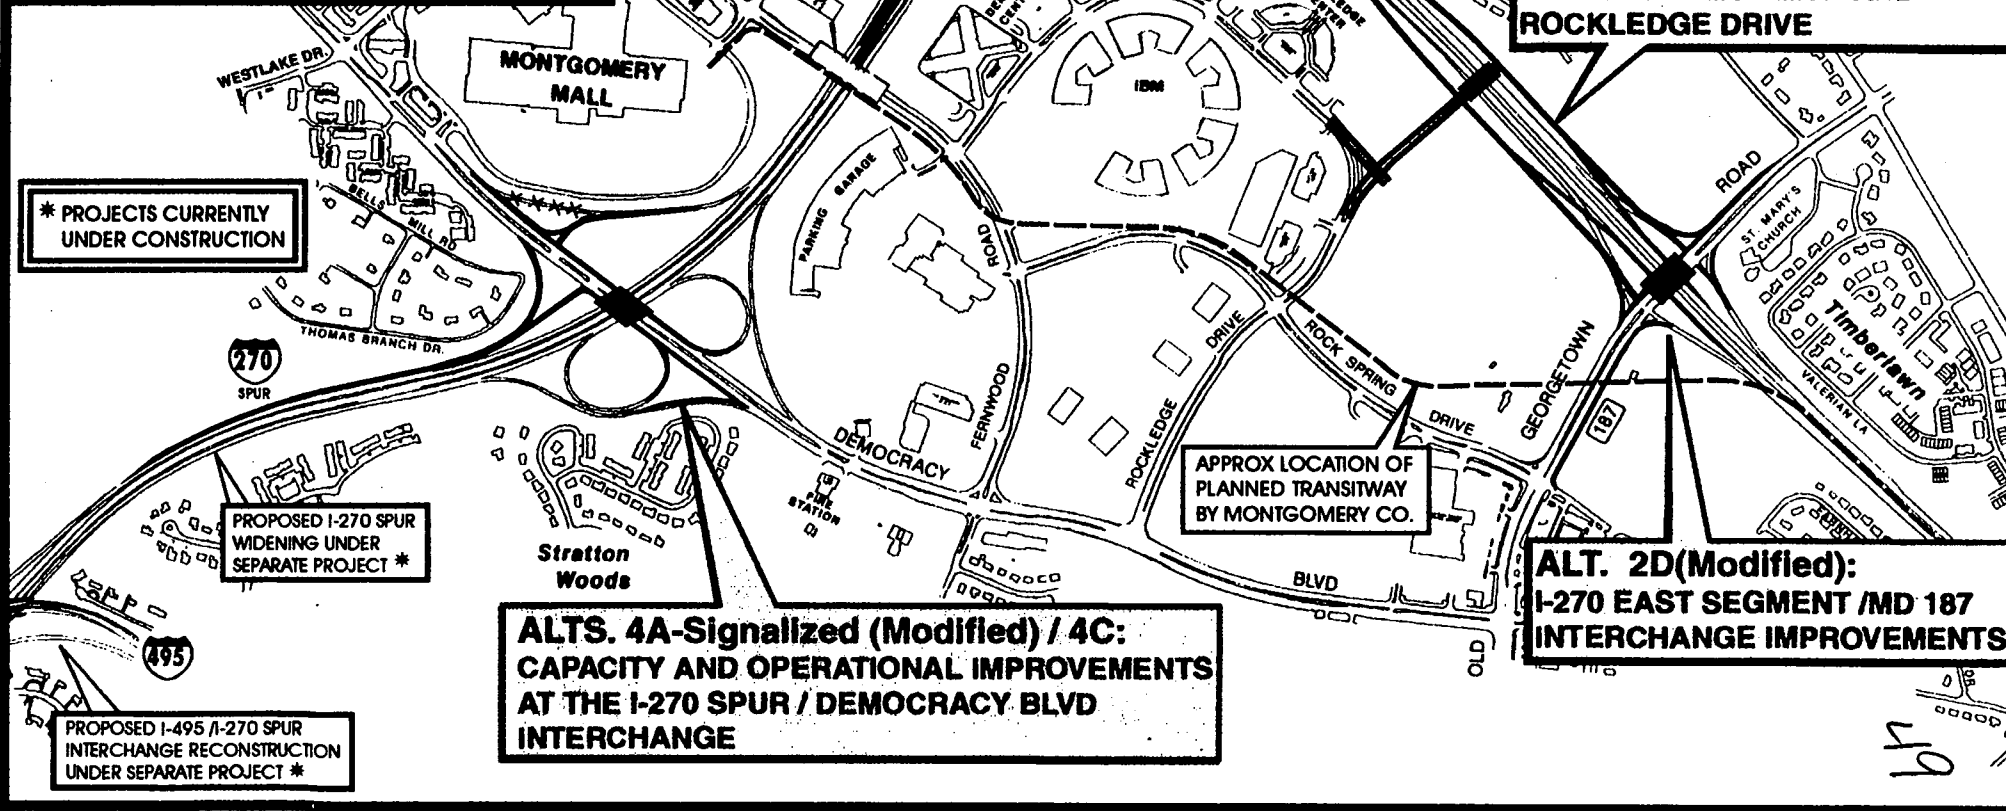 ROCKLEDGE DRIVE
WESTLAKE DR.
MONTGOMERY
MALL
IBM
ROAD
* PROJECTS CURRENTLY
UNDER CONSTRUCTION
BELLS
MILL RD
PARKING
GARAGE
ROAD
ST. MARY'S
CHURCH
Timberlawn
THOMAS BRANCH DR.
270
SPUR
DRIVE
ROCK SPRING
DRIVE
GEORGETOWN
187
VALERIAN LA
FERNWOOD
ROCKLEDGE
DEMOCRACY
BLVD
FIRE
STATION
Stratton
Woods
OLD
APPROX LOCATION OF
PLANNED TRANSITWAY
BY MONTGOMERY CO.
PROPOSED I-270 SPUR
WIDENING UNDER
SEPARATE PROJECT *
ALT. 2D(Modified):
I-270 EAST SEGMENT /MD 187
INTERCHANGE IMPROVEMENTS
ALTS. 4A-Signalized (Modified) / 4C:
CAPACITY AND OPERATIONAL IMPROVEMENTS
AT THE I-270 SPUR / DEMOCRACY BLVD
INTERCHANGE
495
PROPOSED I-495 /I-270 SPUR
INTERCHANGE RECONSTRUCTION
UNDER SEPARATE PROJECT *
DR.